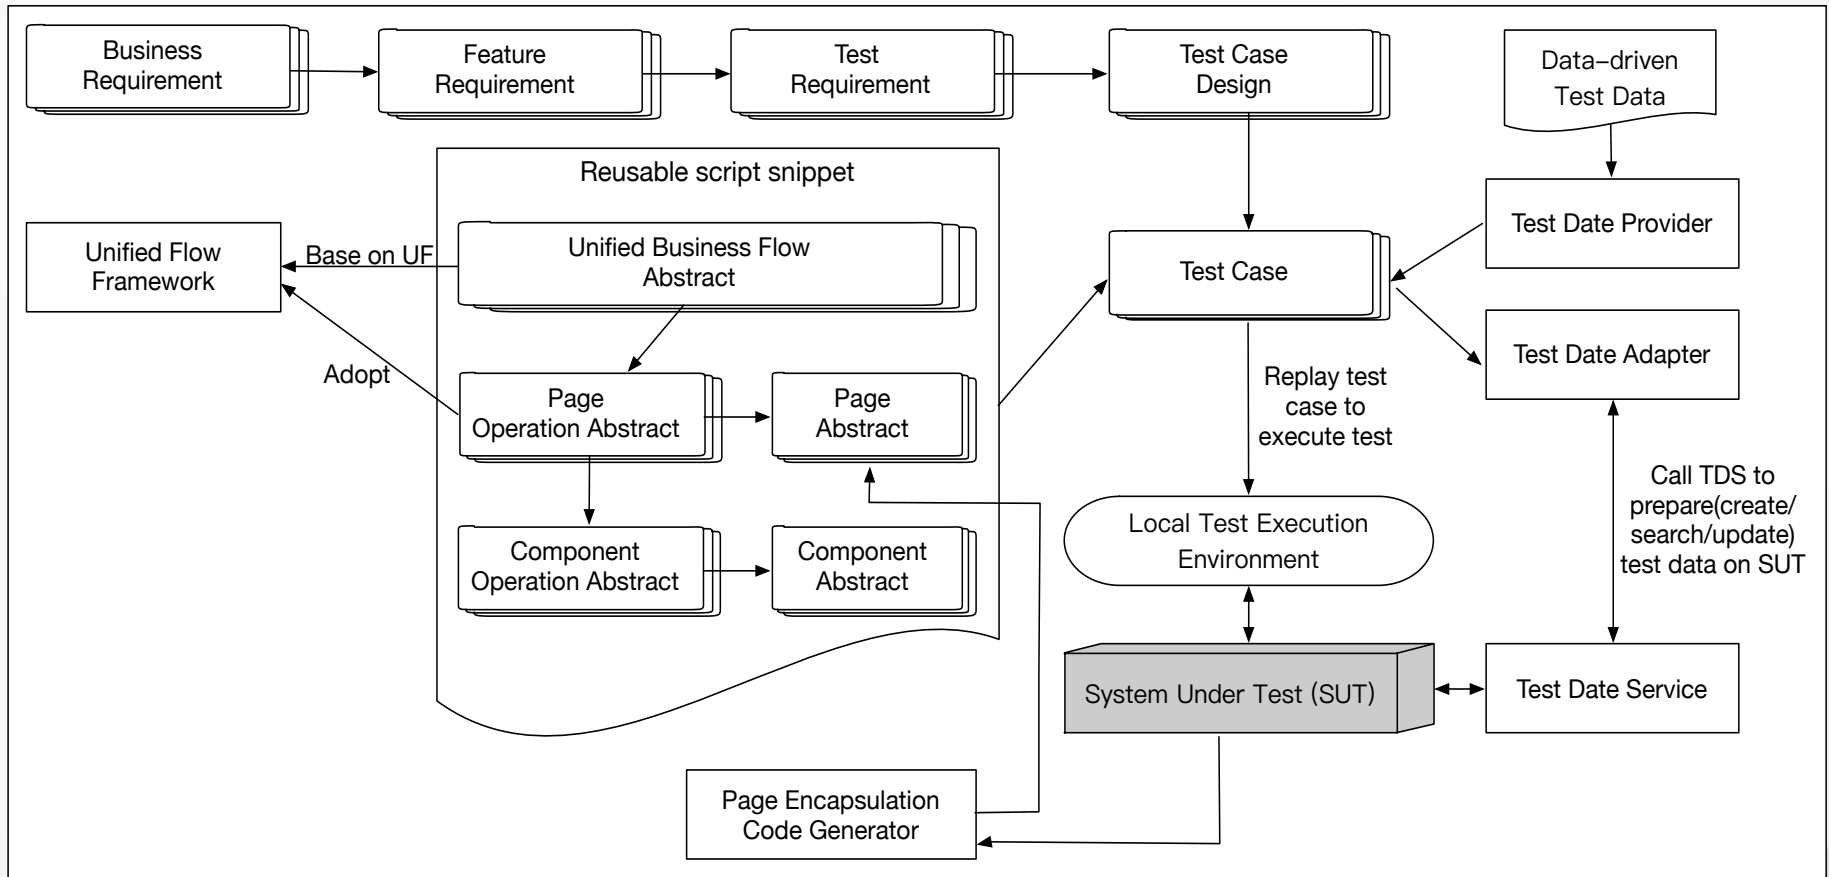 Business
Requirement
Feature
Requirement
Test
Requirement
Test Case
Design
Data-driven
Test Data
Reusable script snippet
Unified Flow
Framework
Base on UF
Unified Business Flow
Abstract
Test Case
Test Date Provider
Test Date Adapter
Adopt
Page
Operation Abstract
Page
Abstract
Replay test
case to
execute test
Call TDS to
prepare(create/
search/update)
test data on SUT
Component
Operation Abstract
Component
Abstract
Local Test Execution
Environment
System Under Test (SUT)
Test Date Service
Page Encapsulation
Code Generator